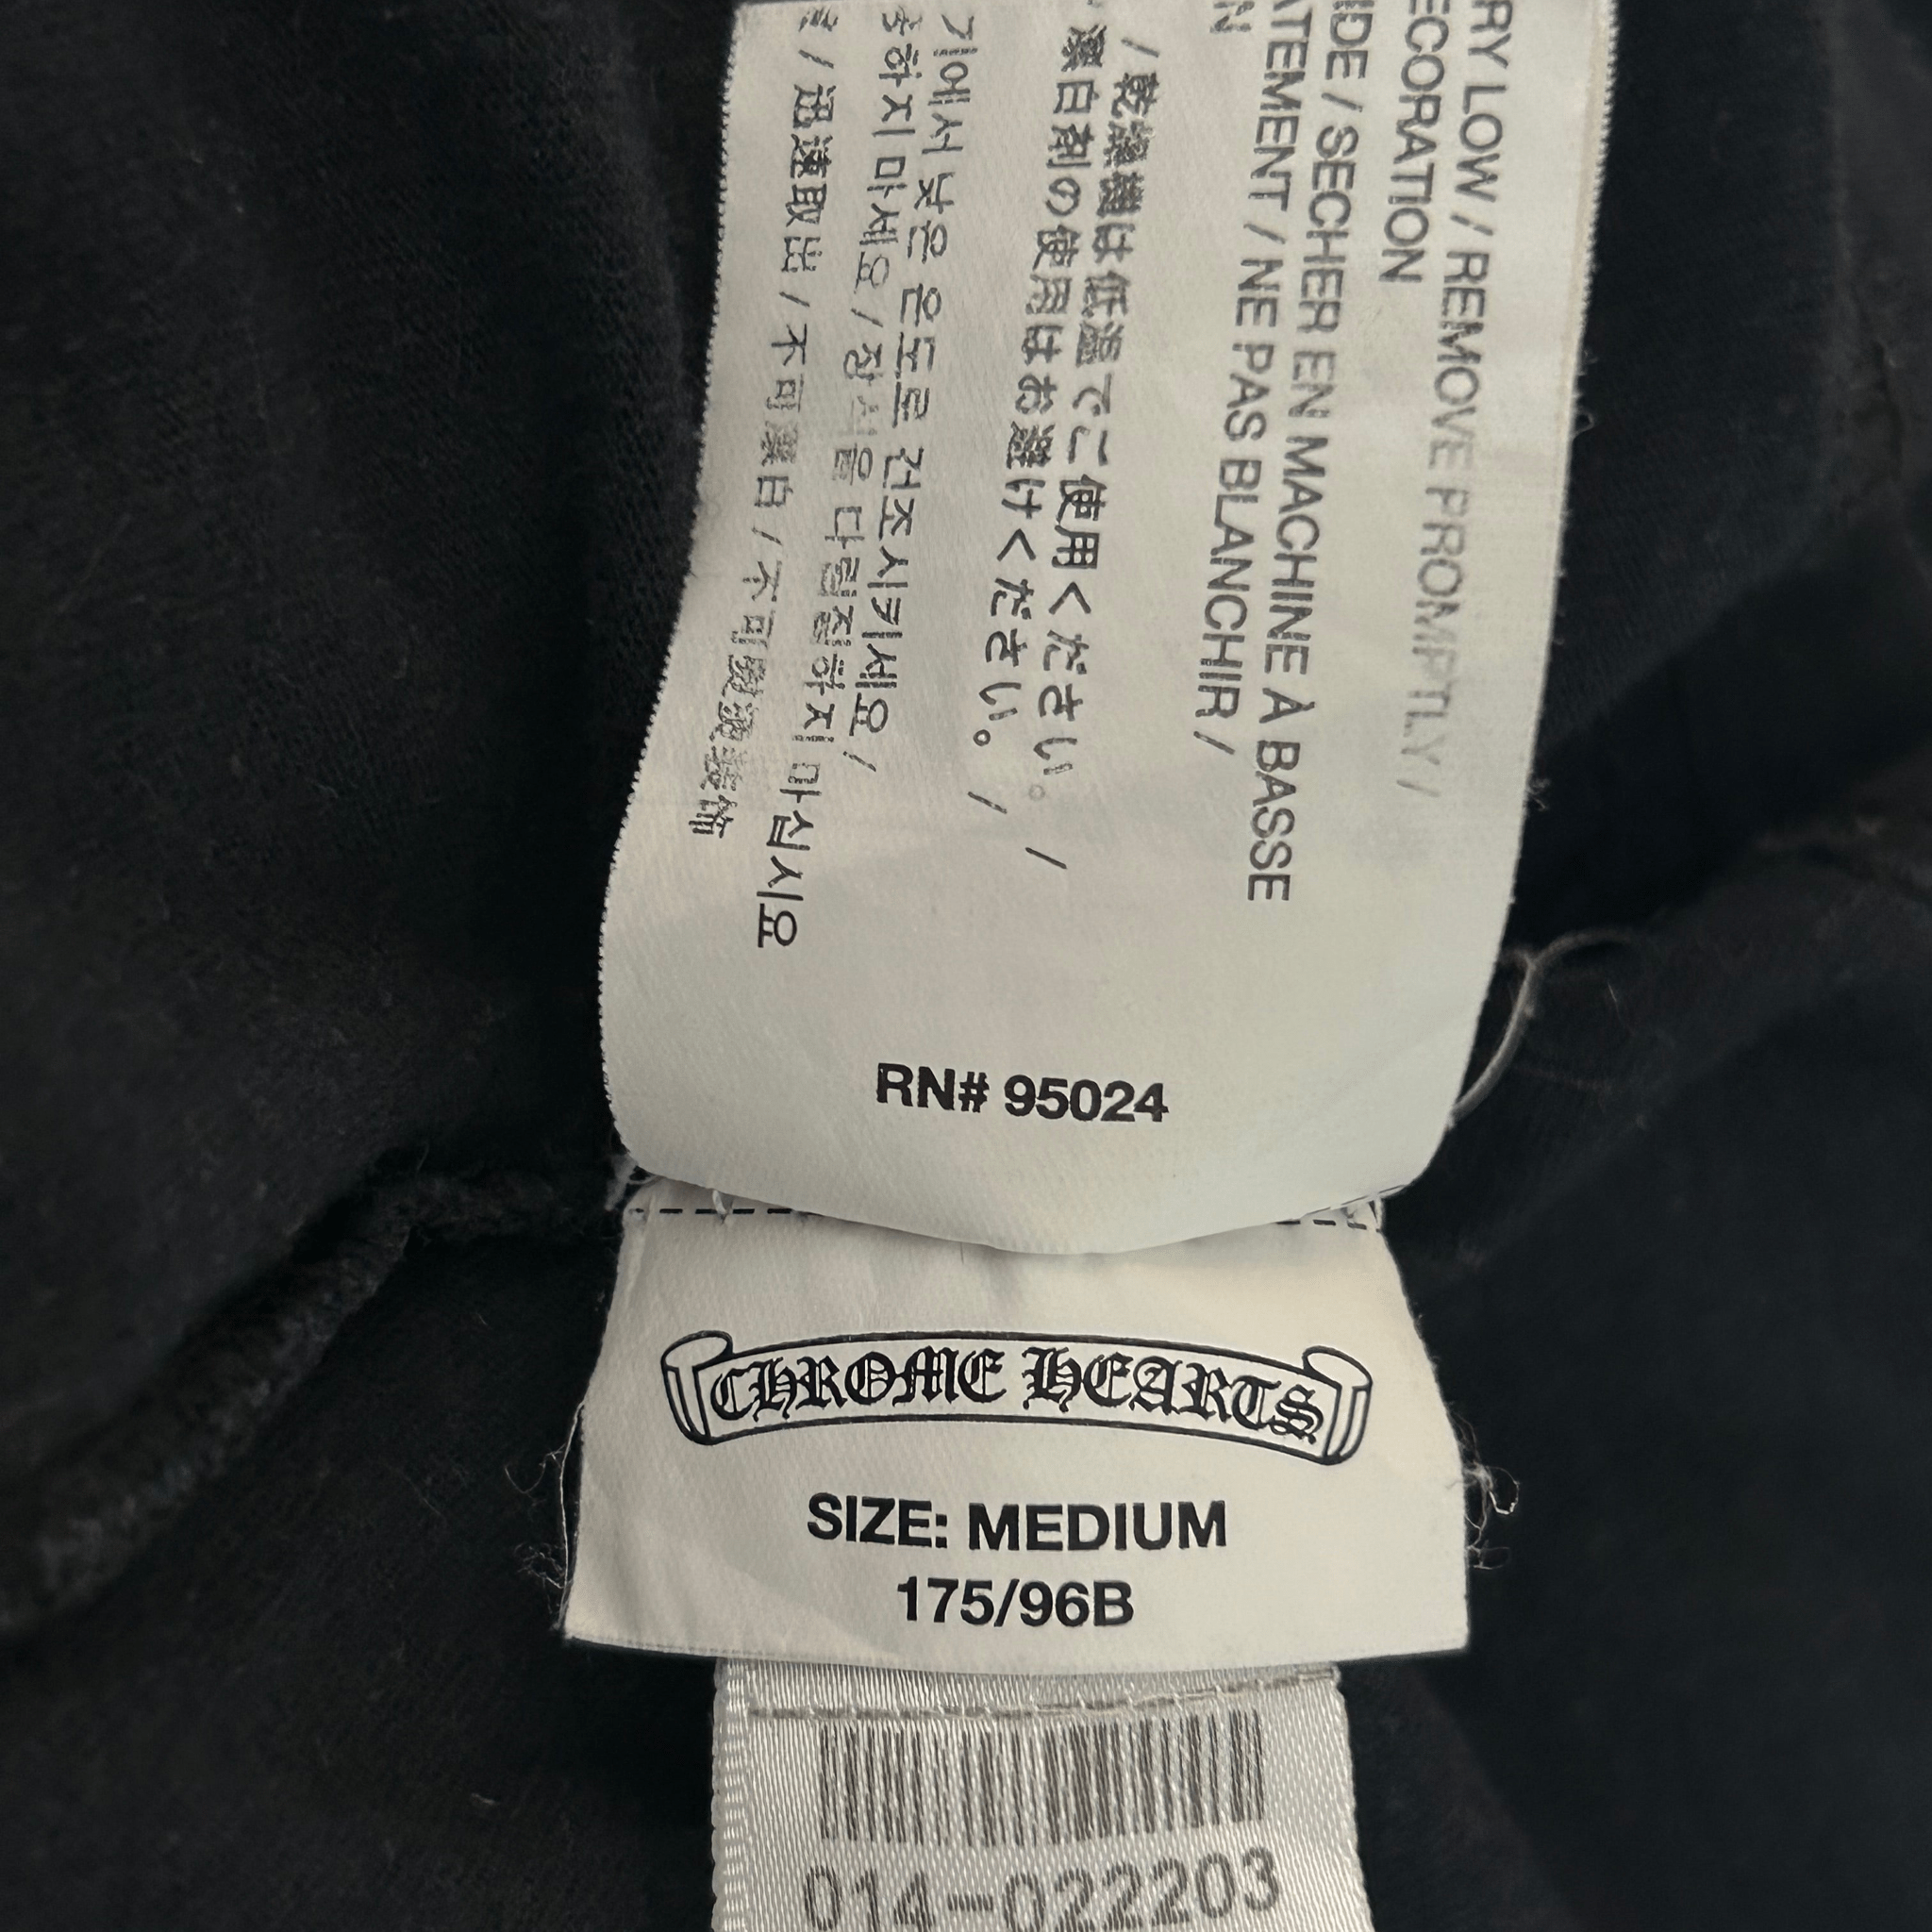 RY LOW / REMOVE PROMPTLY /
ECORATION
IDE / SECHER EN MACHINE À BASSE
ATEMENT / NE PAS BLANCHIR /
N
/ 乾燥機は低温でご使用ください。 /
漂白剤の使用はお避けください。 /
기에서 낮은 온도로 건조시키세요 /
하지 마세요 / 장식을 다림질하지 마십시요
/ 迅速取出 / 不可漂白 / 不可熨燙裝飾
RN# 95024
CHROME HEARTS
SIZE: MEDIUM
175/96B
014-022203